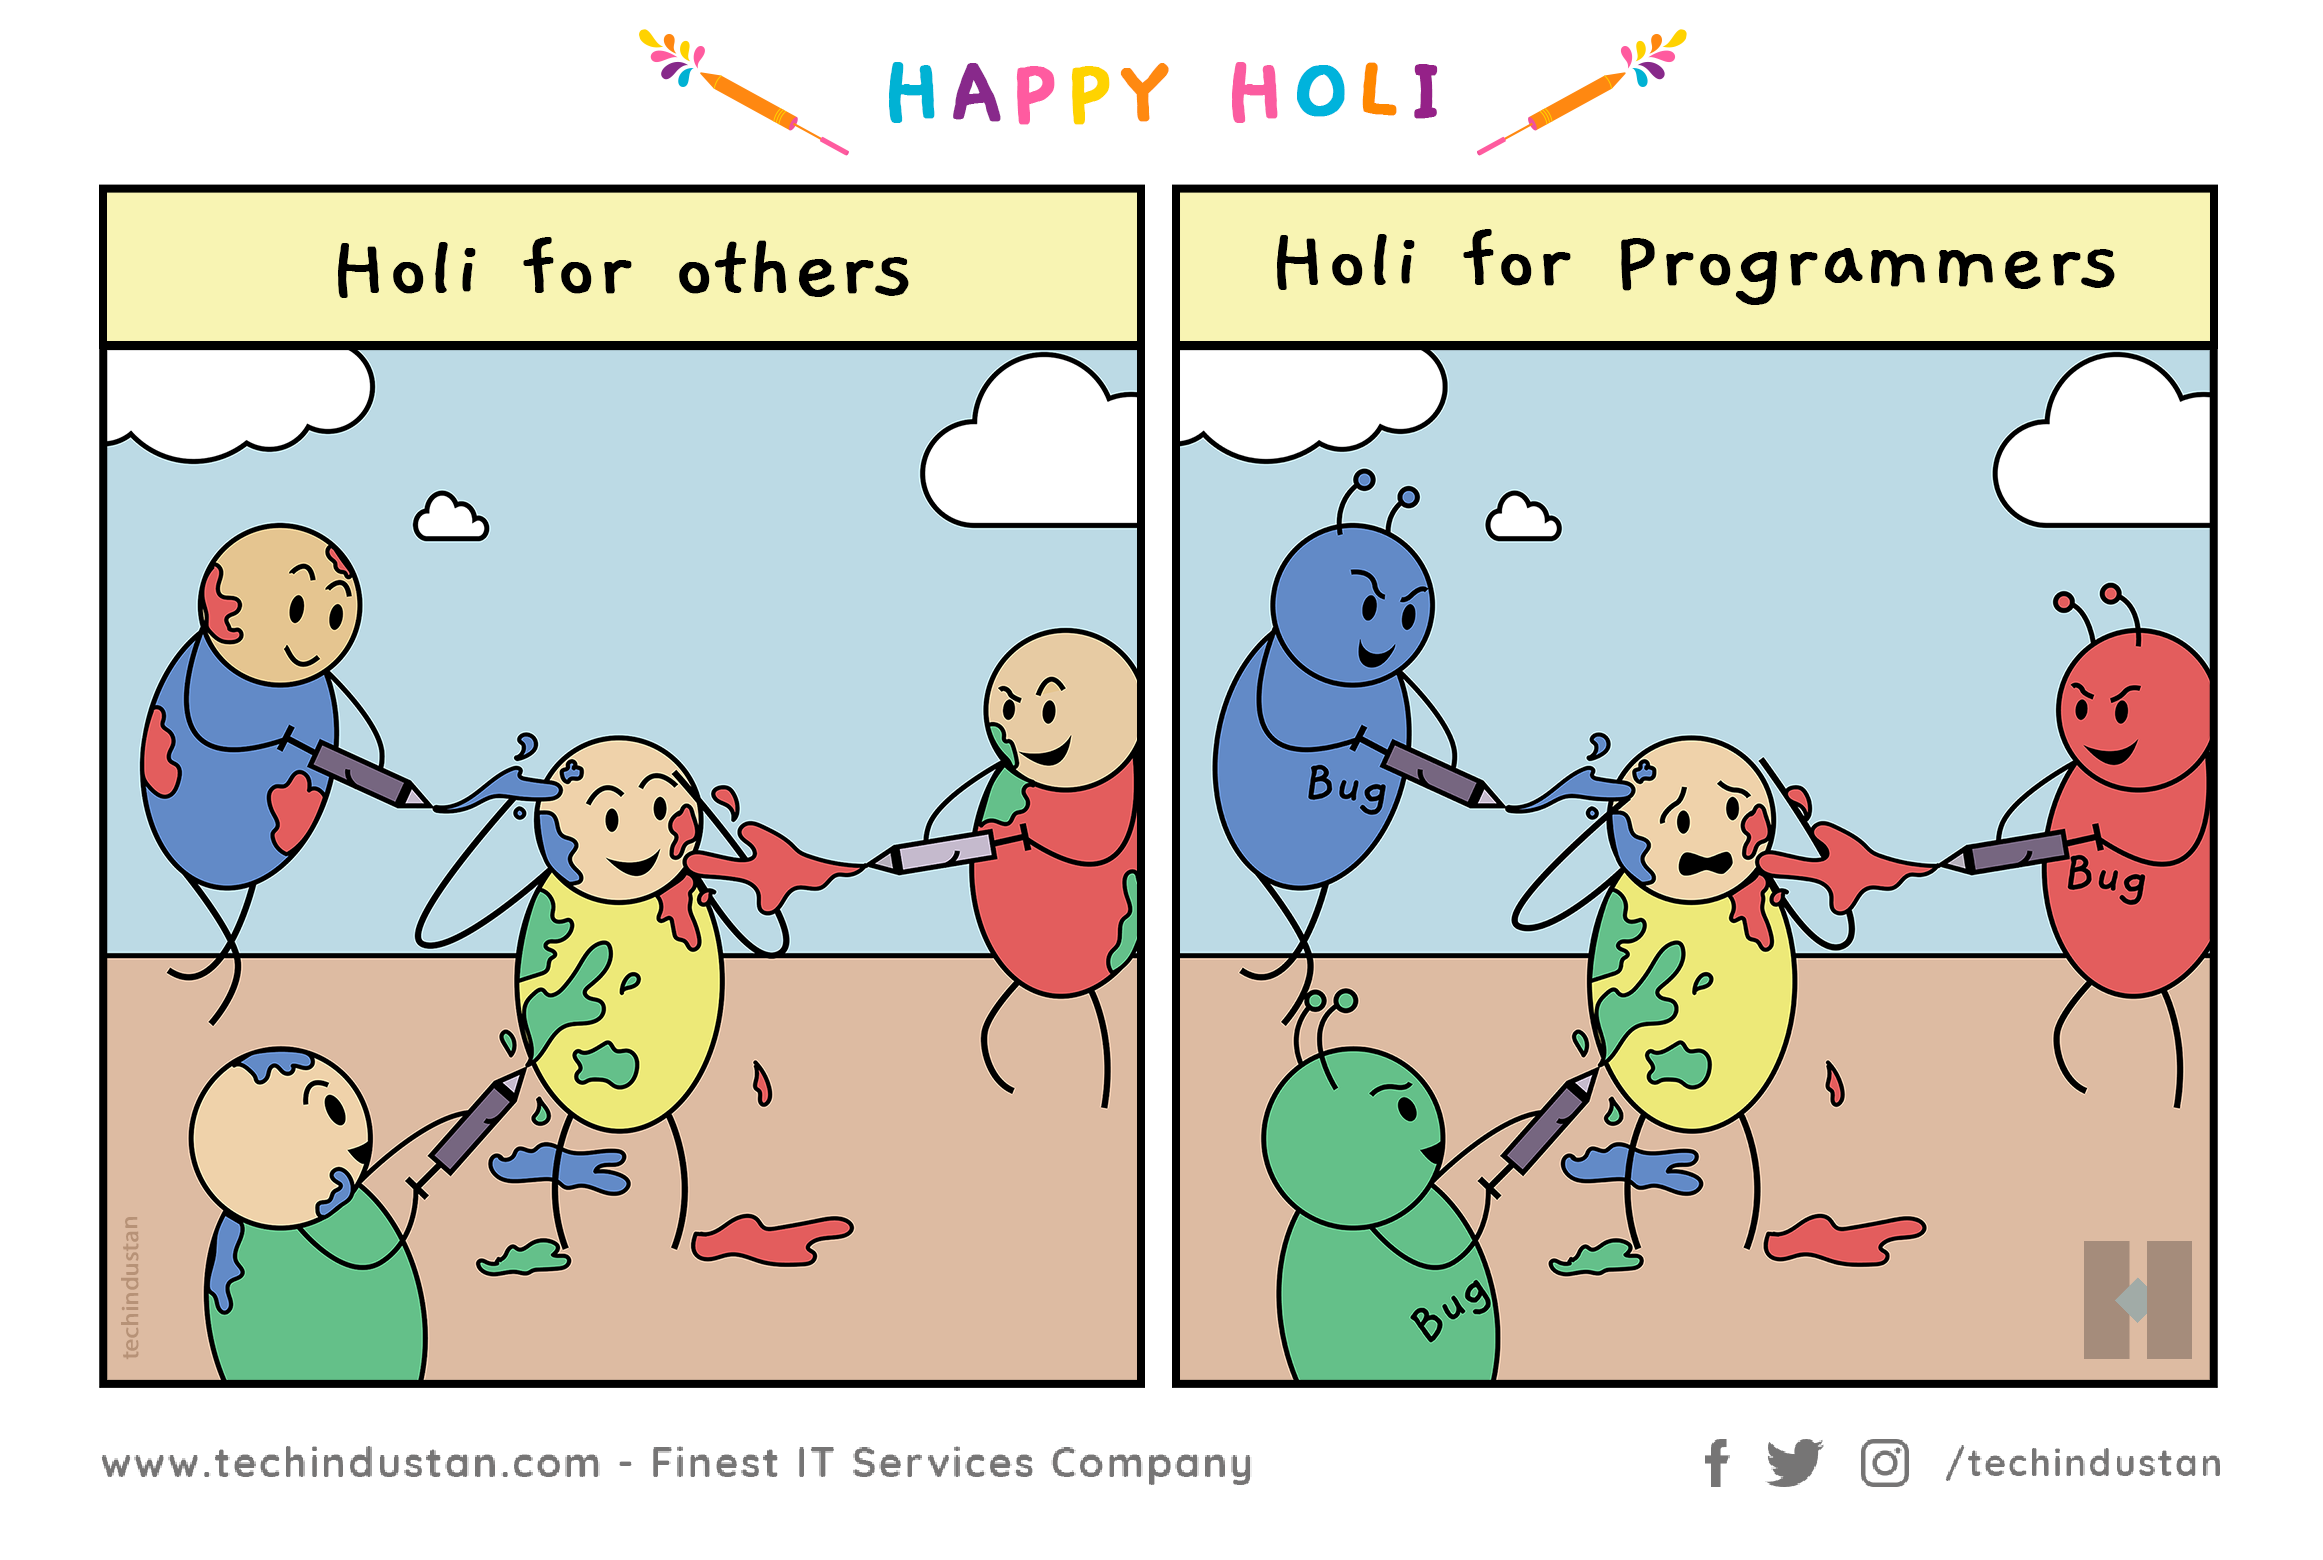 HAPPY HOLI
Holi for others
Holi for Programmers
Bug
Bug
Bug
techindustan
www.techindustan.com - Finest IT Services Company
/techindustan